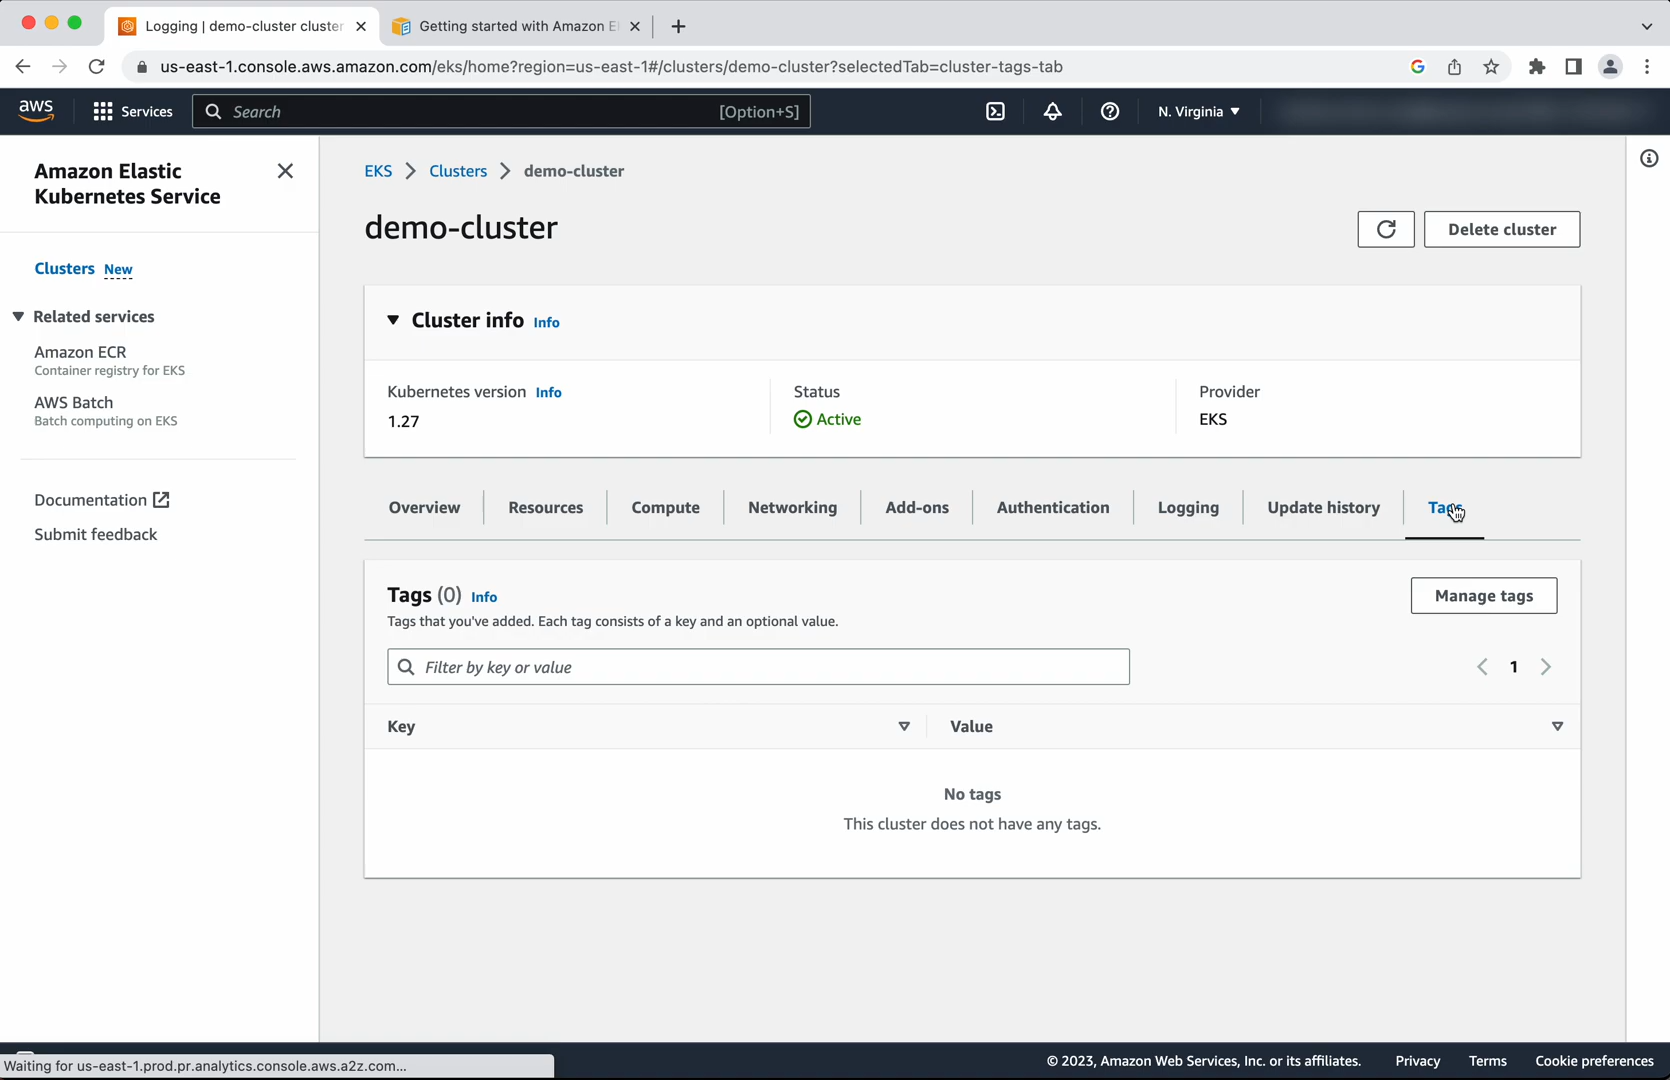 Logging | demo-cluster cluster
Getting started with Amazon E
us-east-1.console.aws.amazon.com/eks/home?region=us-east-1#/clusters/demo-cluster?selectedTab=cluster-tags-tab
aws
Services
Search
[Option+S]
N. Virginia
Amazon Elastic
Kubernetes Service
Clusters New
Related services
Amazon ECR
Container registry for EKS
AWS Batch
Batch computing on EKS
Documentation
Submit feedback
EKS
Clusters
demo-cluster
demo-cluster
Delete cluster
Cluster info Info
Kubernetes version Info
1.27
Status
Active
Provider
EKS
Overview
Resources
Compute
Networking
Add-ons
Authentication
Logging
Update history
Tags
Tags (0) Info
Tags that you've added. Each tag consists of a key and an optional value.
Manage tags
Filter by key or value
1
Key
Value
No tags
This cluster does not have any tags.
Waiting for us-east-1.prod.pr.analytics.console.aws.a2z.com...
© 2023, Amazon Web Services, Inc. or its affiliates.
Privacy
Terms
Cookie preferences